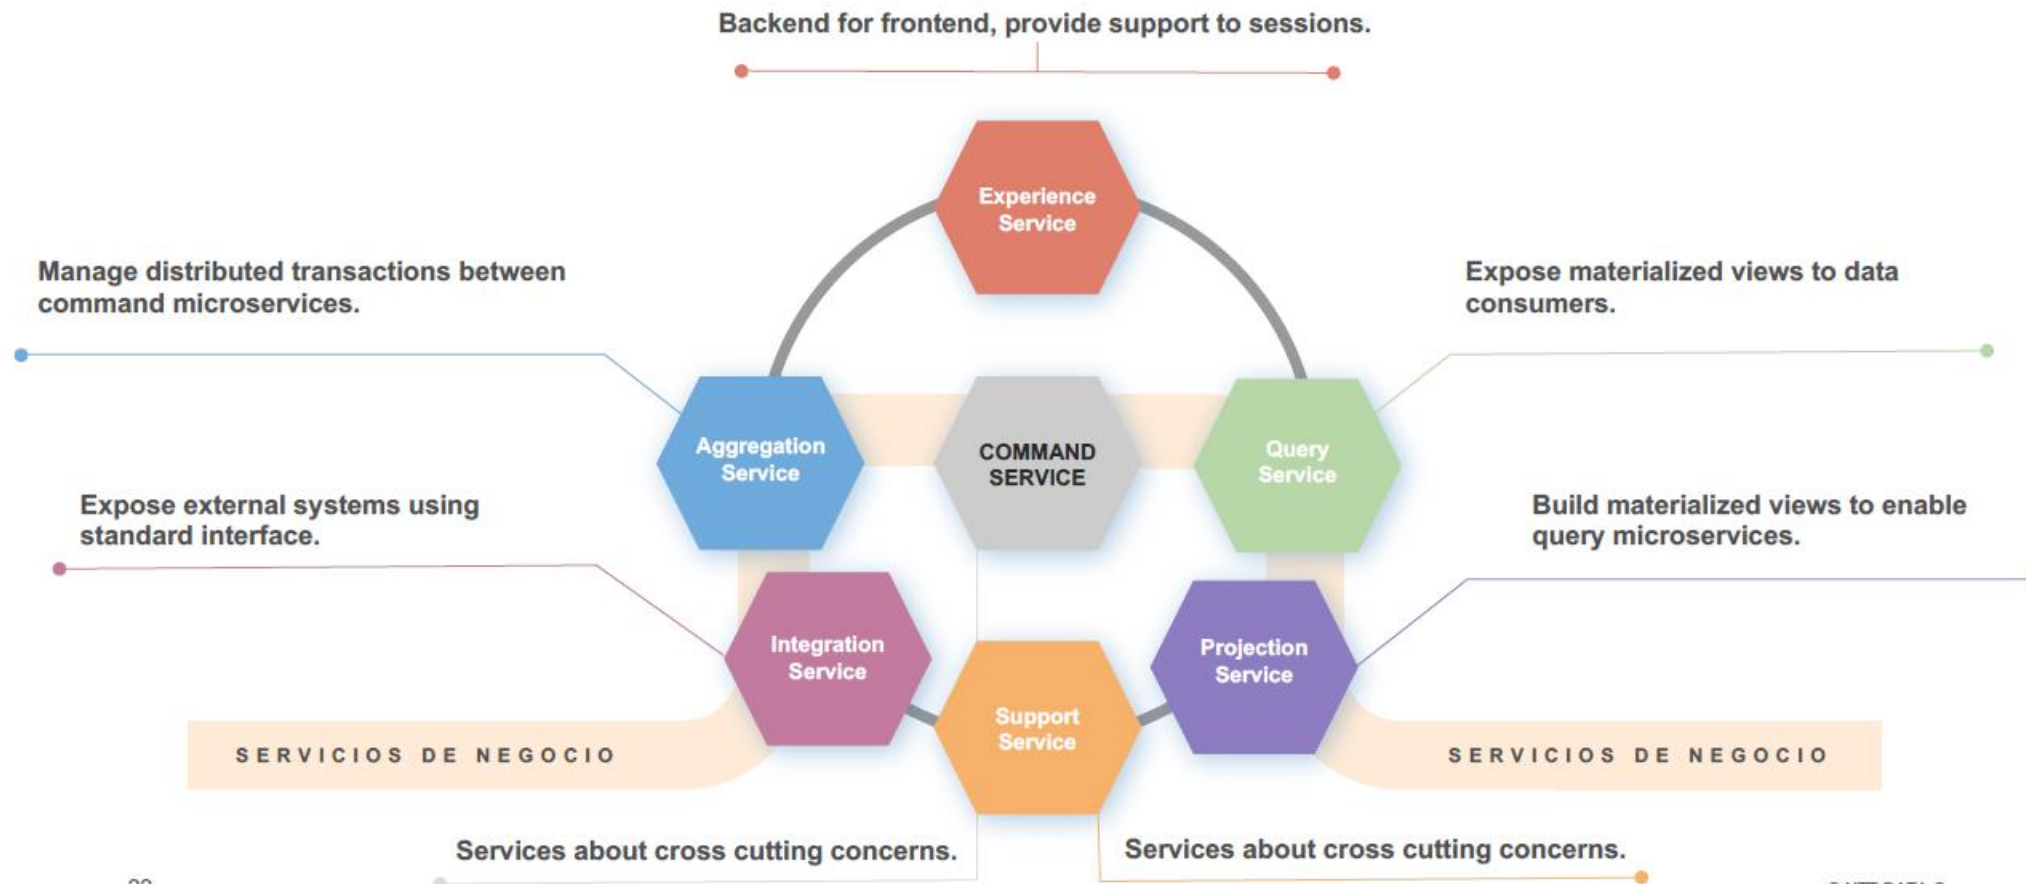 Backend for frontend, provide support to sessions.
Experience
Service
Manage distributed transactions between
command microservices.
Expose materialized views to data
consumers.
Aggregation
Service
COMMAND
SERVICE
Query
Service
Expose external systems using
standard interface.
Build materialized views to enable
query microservices.
Integration
Service
Projection
Service
Support
Service
SERVICIOS DE NEGOCIO
SERVICIOS DE NEGOCIO
Services about cross cutting concerns.
Services about cross cutting concerns.